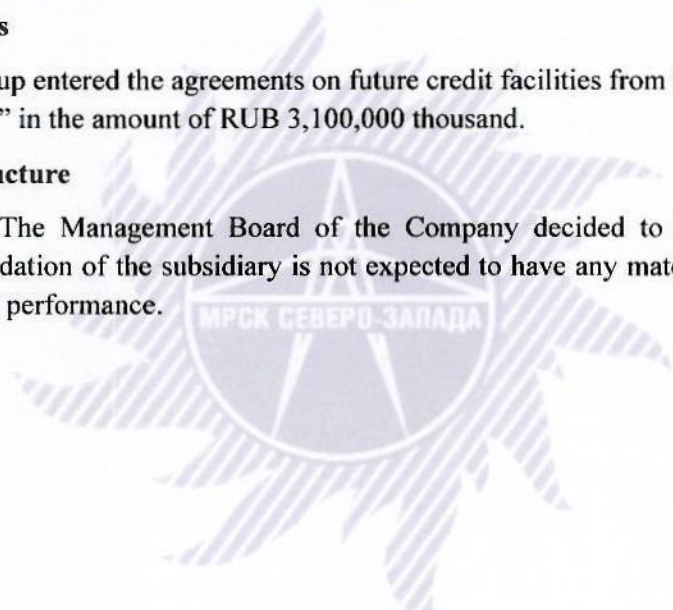 s
up entered the agreements on future credit facilities from
” in the amount of RUB 3,100,000 thousand.
ucture
The Management Board of the Company decided to
dation of the subsidiary is not expected to have any mate
performance.
МРСК СЕВЕРО-ЗАПАДА